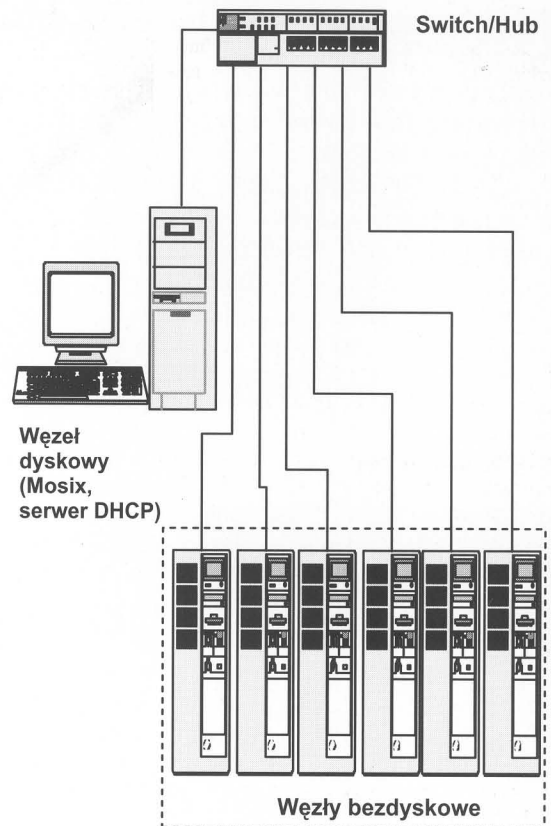 Switch/Hub
Węzeł
dyskowy
(Mosix,
serwer DHCP)
Węzły bezdyskowe